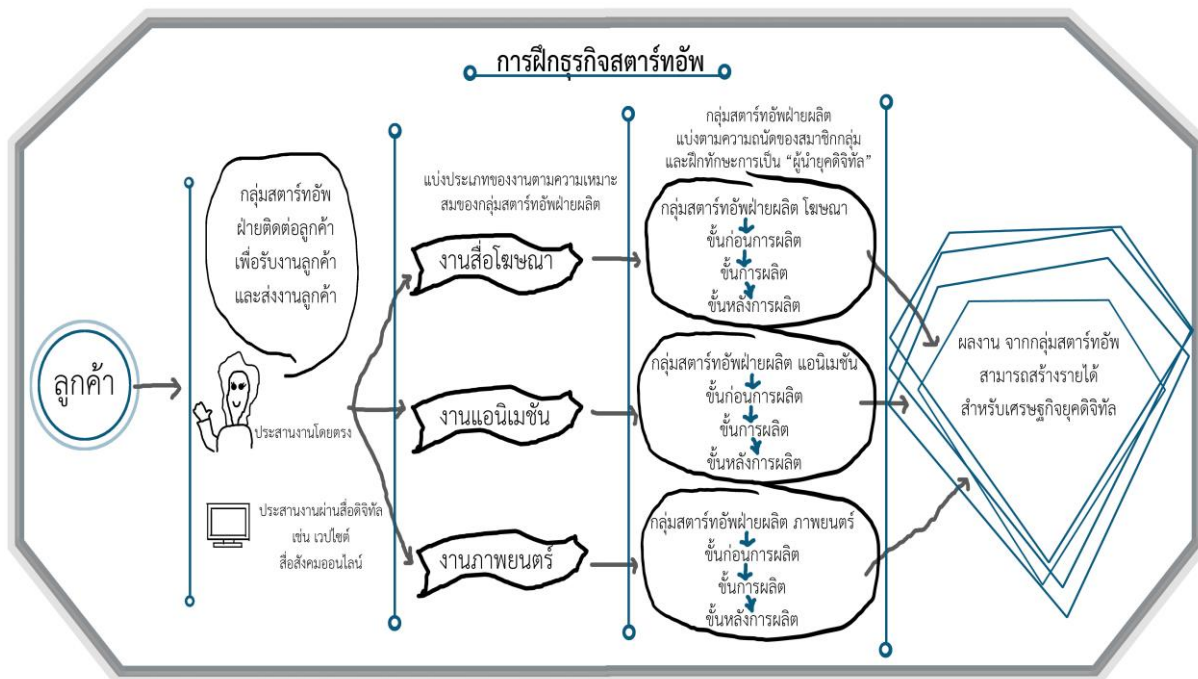 การฝึกธุรกิจสตาร์ทอัพ
ลูกค้า
กลุ่มสตาร์ทอัพ
ฝ่ายติดต่อลูกค้า
เพื่อรับงานลูกค้า
และส่งงานลูกค้า
ประสานงานโดยตรง
ประสานงานผ่านสื่อดิจิทัล
เช่น เวปไซต์
สื่อสังคมออนไลน์
แบ่งประเภทของงานตามความเหมาะ
สมของกลุ่มสตาร์ทอัพฝ่ายผลิต
งานสื่อโฆษณา
งานแอนิเมชัน
งานภาพยนตร์
กลุ่มสตาร์ทอัพฝ่ายผลิต
แบ่งตามความถนัดของสมาชิกลุ่ม
และฝึกทักษะการเป็น “ผู้นำยุคดิจิทัล”
กลุ่มสตาร์ทอัพฝ่ายผลิต โฆษณา
ขั้นก่อนการผลิต
ขั้นการผลิต
ขั้นหลังการผลิต
กลุ่มสตาร์ทอัพฝ่ายผลิต แอนิเมชัน
ขั้นก่อนการผลิต
ขั้นการผลิต
ขั้นหลังการผลิต
กลุ่มสตาร์ทอัพฝ่ายผลิต ภาพยนตร์
ขั้นก่อนการผลิต
ขั้นการผลิต
ขั้นหลังการผลิต
ผลงาน จากกลุ่มสตาร์ทอัพ
สามารถสร้างรายได้
สำหรับเศรษฐกิจยุคดิจิทัล